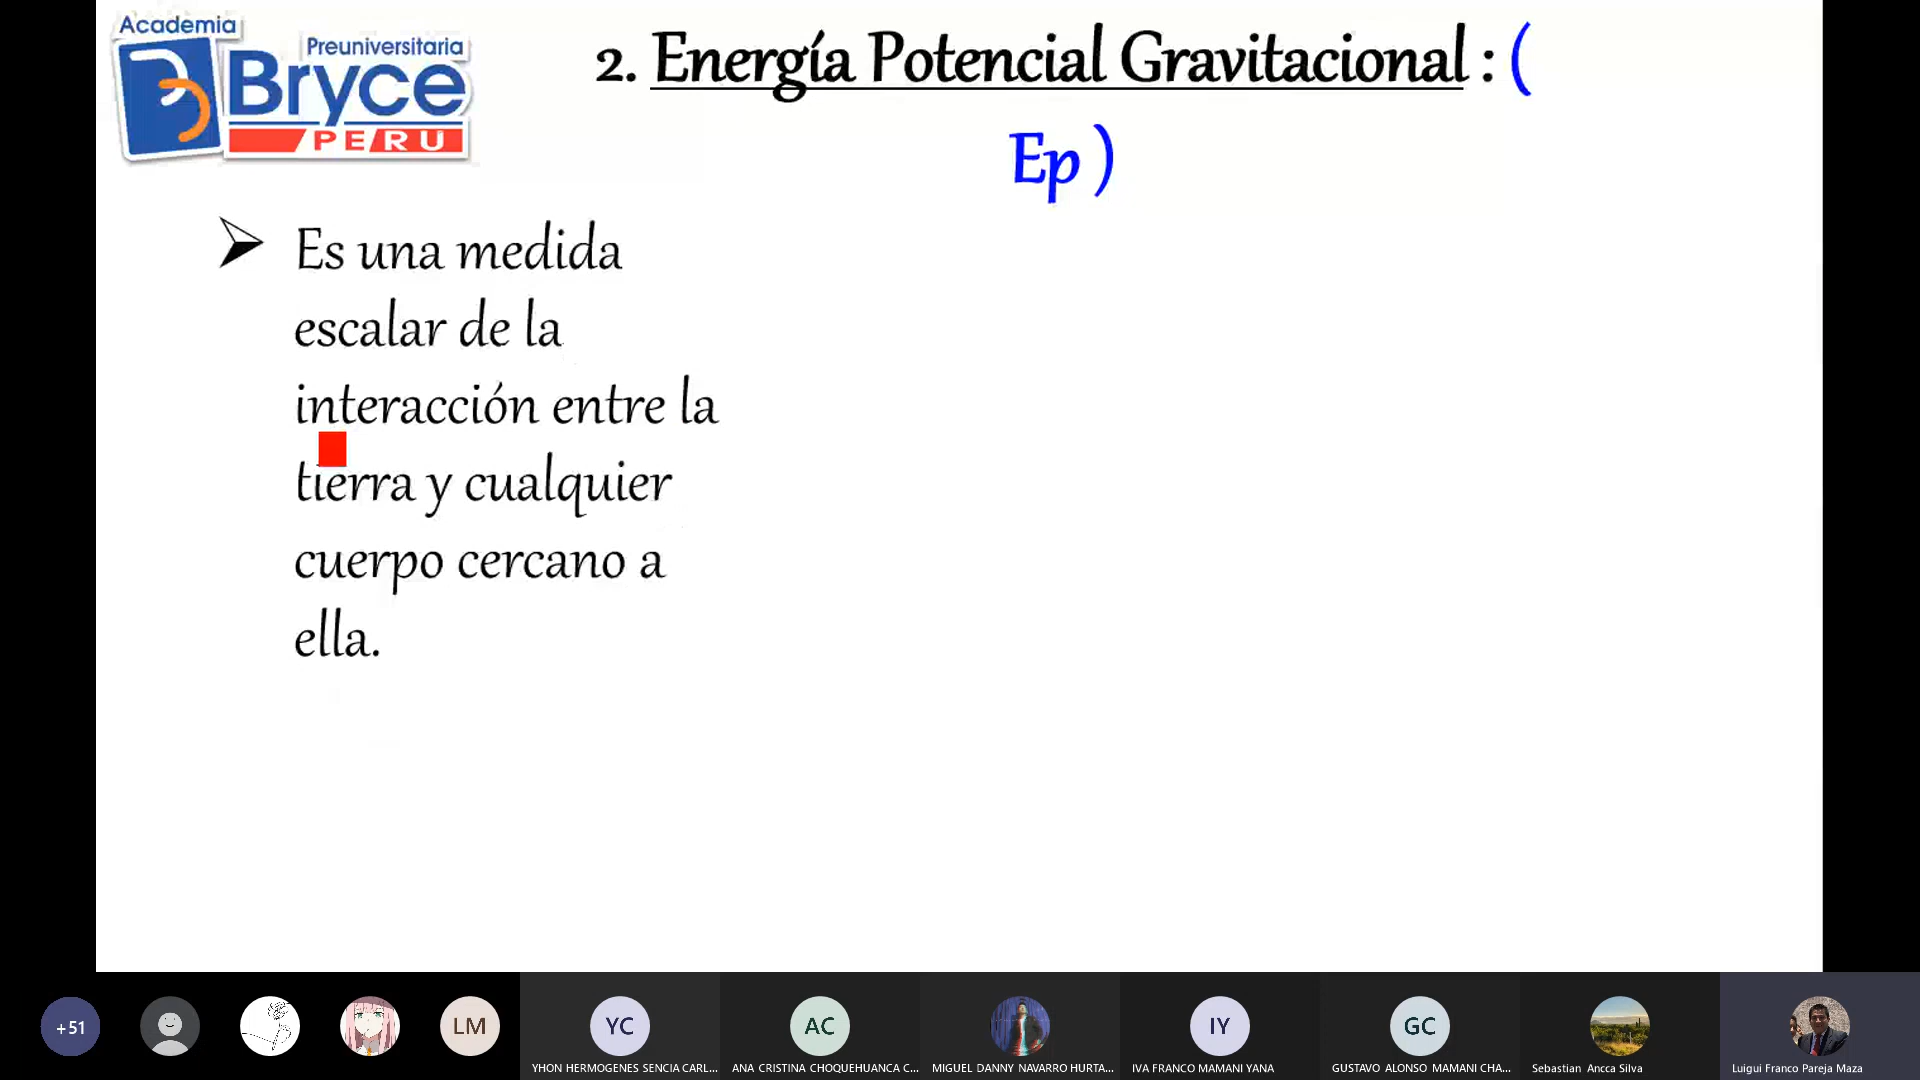 Academia
Preuniversitaria
Bryce
PERU
2. Energía Potencial Gravitacional : (
Ep )
Es una medida
escalar de la
interacción entre la
tierra y cualquier
cuerpo cercano a
ella.
+51
LM
YC
AC
IY
GC
YHON HERMOGENES SENCIA CARL...
ANA CRISTINA CHOQUEHUANCA C...
MIGUEL DANNY NAVARRO HURTA...
IVA FRANCO MAMANI YANA
GUSTAVO ALONSO MAMANI CHA...
Sebastian Ancca Silva
Luigui Franco Pareja Maza